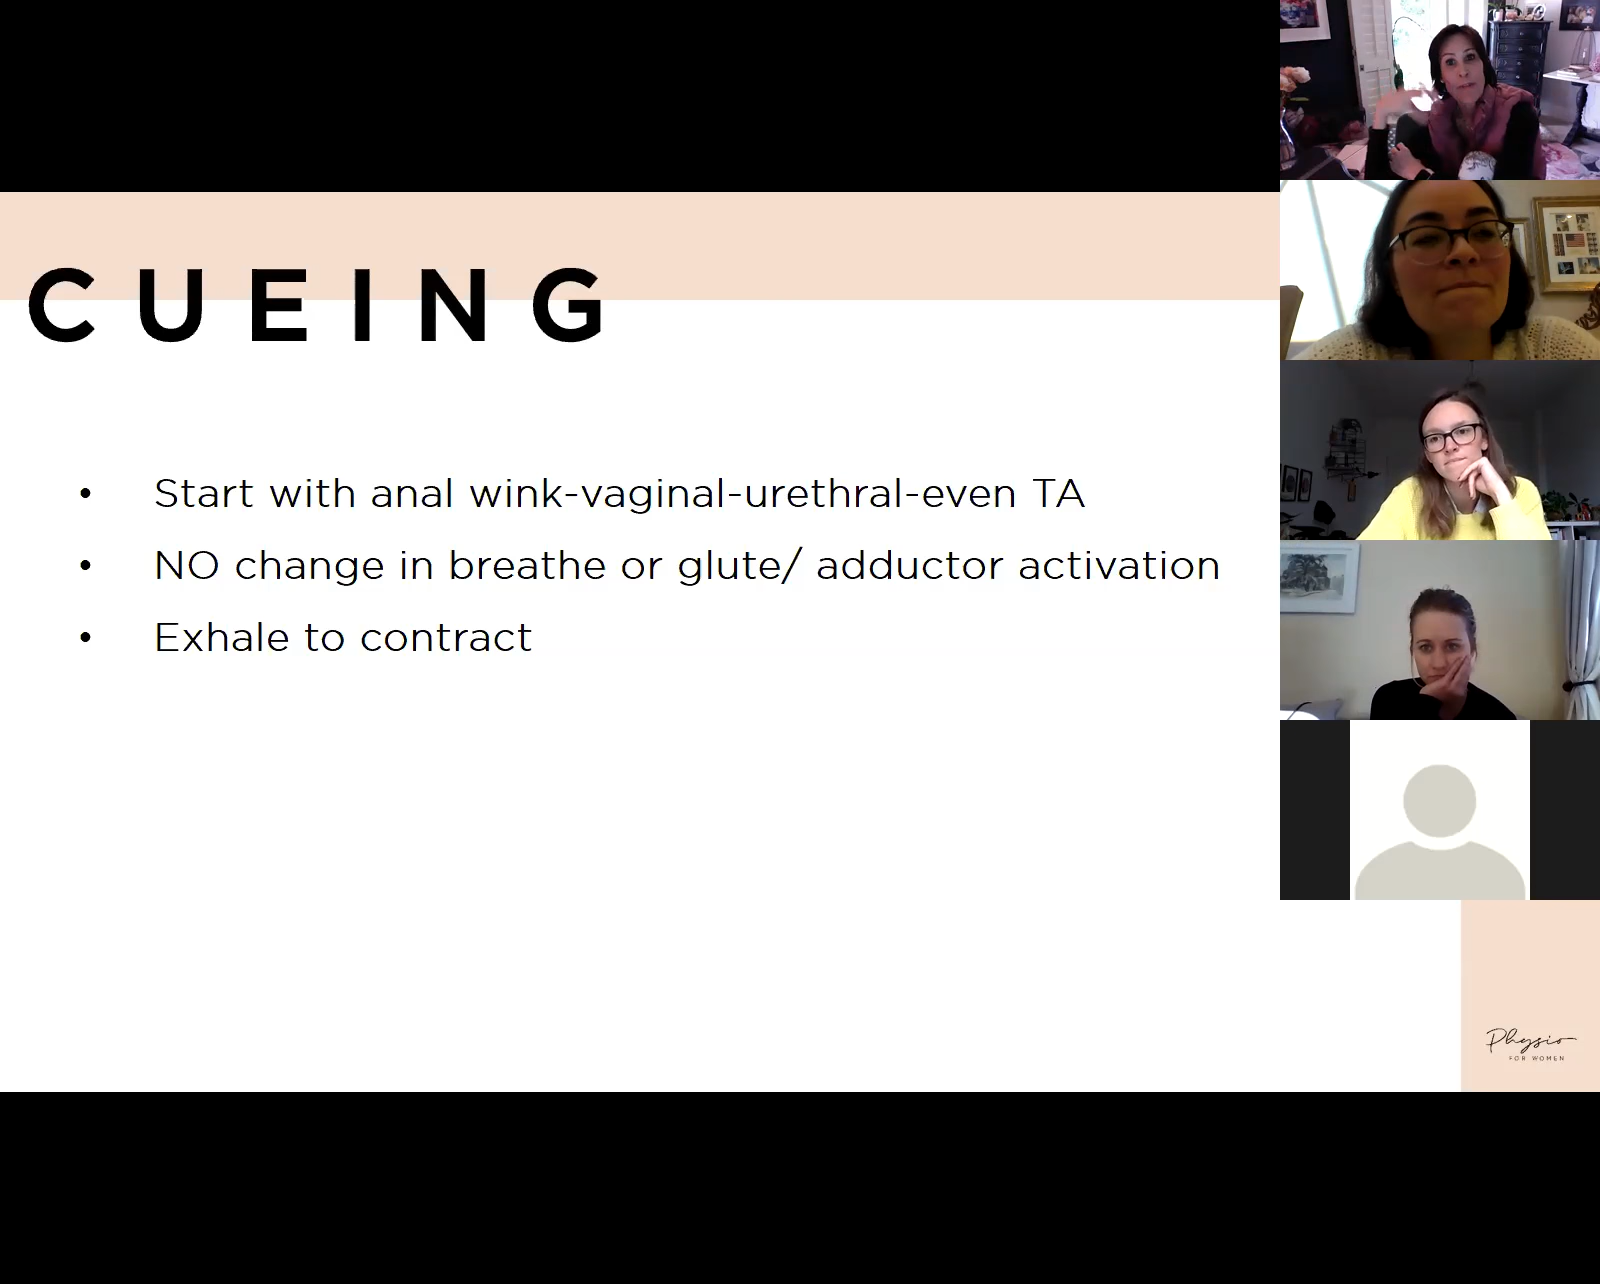 CUEING
• Start with anal wink-vaginal-urethral-even TA
• NO change in breathe or glute/ adductor activation
• Exhale to contract
Physio
FOR WOMEN